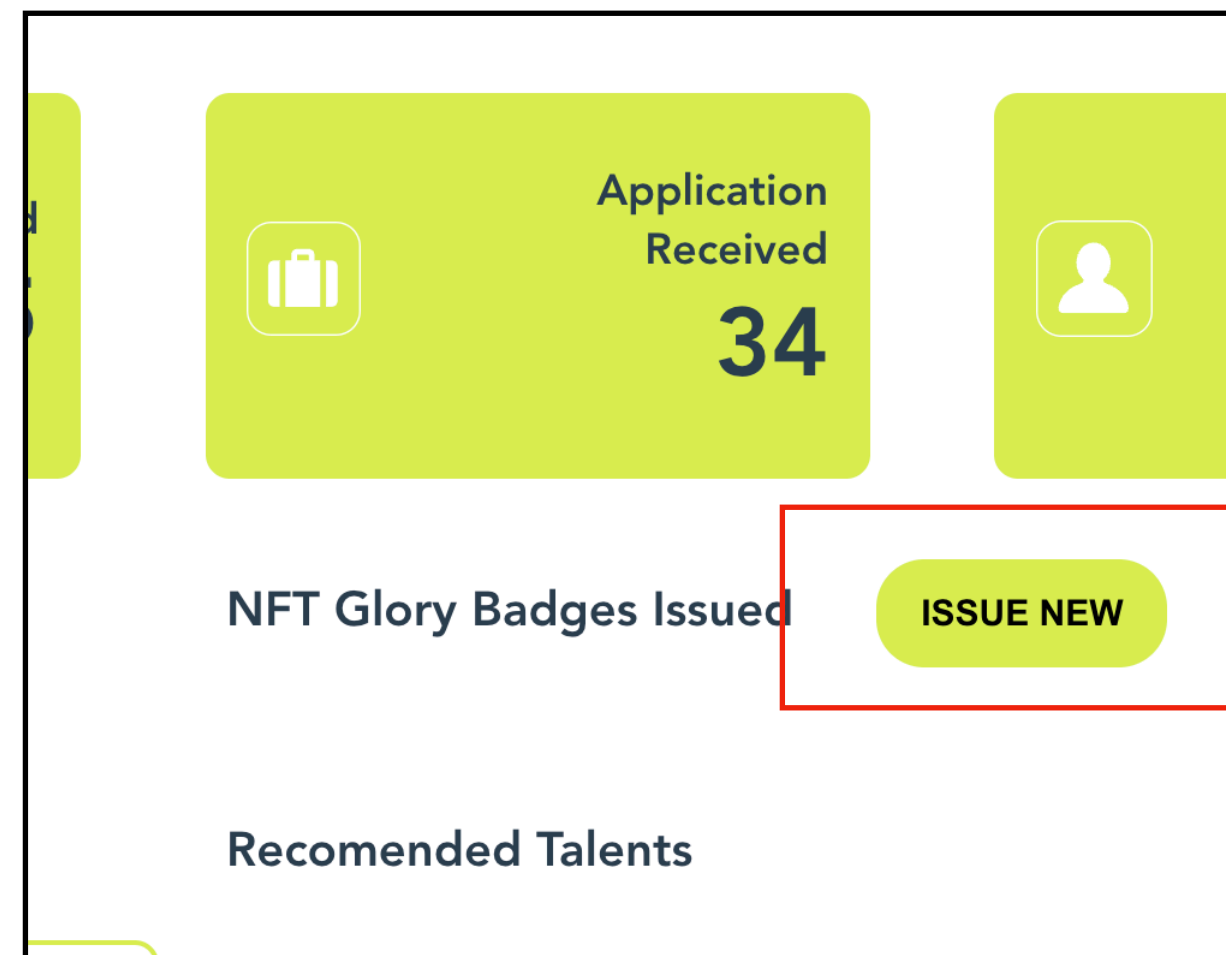 Application
Received
34
NFT Glory Badges Issued
ISSUE NEW
Recomended Talents